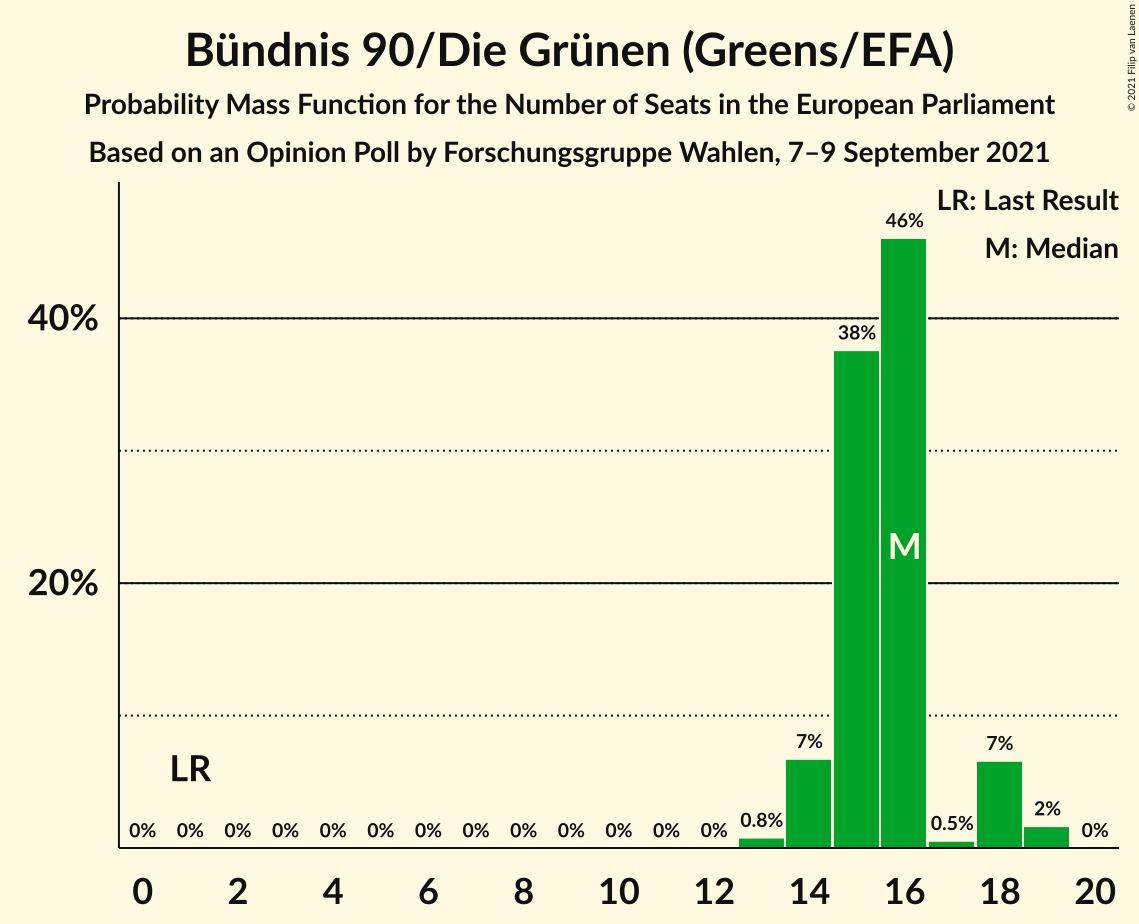 Bündnis 90/Die Grünen (Greens/EFA)
Probability Mass Function for the Number of Seats in the European Parliament
Based on an Opinion Poll by Forschungsgruppe Wahlen, 7–9 September 2021
© 2021 Filip van Laenen
LR: Last Result
M: Median
46%
40%
38%
M
20%
7%
7%
LR
0% 0% 0% 0% 0% 0% 0% 0% 0% 0% 0% 0% 0% 0.8% 0.5% 2% 0%
0 2 4 6 8 10 12 14 16 18 20